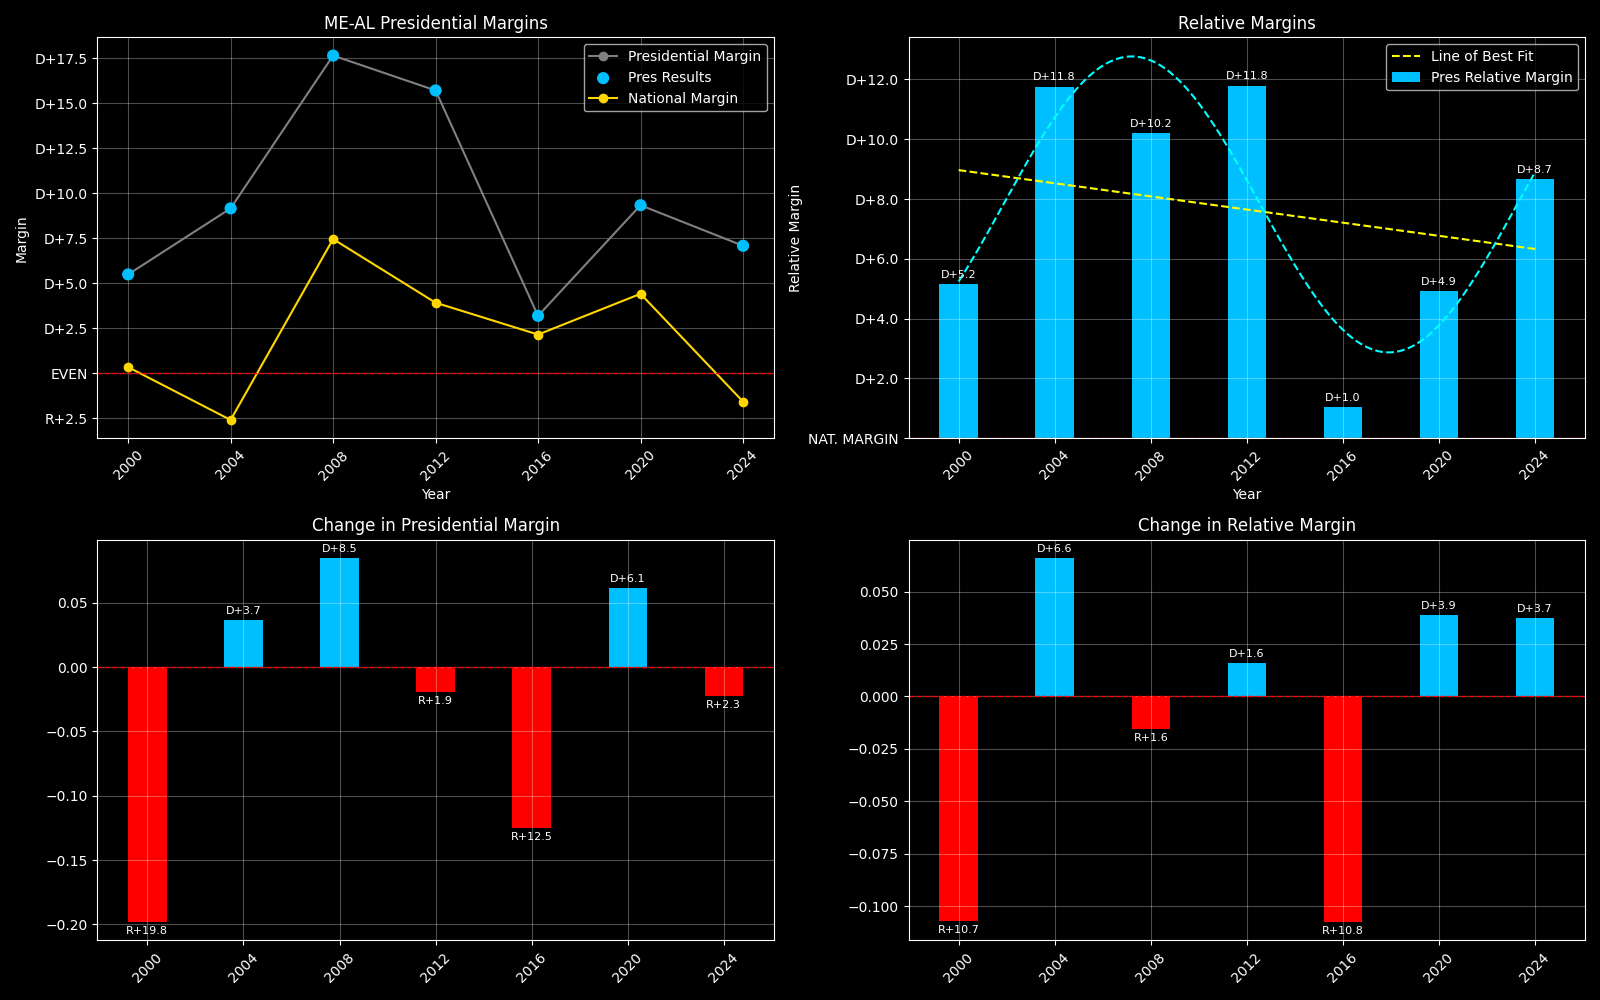 ME-AL Presidential Margins
Presidential Margin
Pres Results
National Margin
D+17.5
D+15.0
D+12.5
D+10.0
D+7.5
D+5.0
D+2.5
EVEN
R+2.5
Margin
2000
2004
2008
2012
2016
2020
2024
Year
Relative Margins
Line of Best Fit
Pres Relative Margin
D+12.0
D+10.0
D+8.0
D+6.0
D+4.0
D+2.0
NAT. MARGIN
Relative Margin
D+5.2
D+11.8
D+10.2
D+11.8
D+1.0
D+4.9
D+8.7
2000
2004
2008
2012
2016
2020
2024
Year
Change in Presidential Margin
0.05
0.00
−0.05
−0.10
−0.15
−0.20
R+19.8
D+3.7
D+8.5
R+1.9
R+12.5
D+6.1
R+2.3
2000
2004
2008
2012
2016
2020
2024
Change in Relative Margin
0.050
0.025
0.000
−0.025
−0.050
−0.075
−0.100
R+10.7
D+6.6
R+1.6
D+1.6
R+10.8
D+3.9
D+3.7
2000
2004
2008
2012
2016
2020
2024